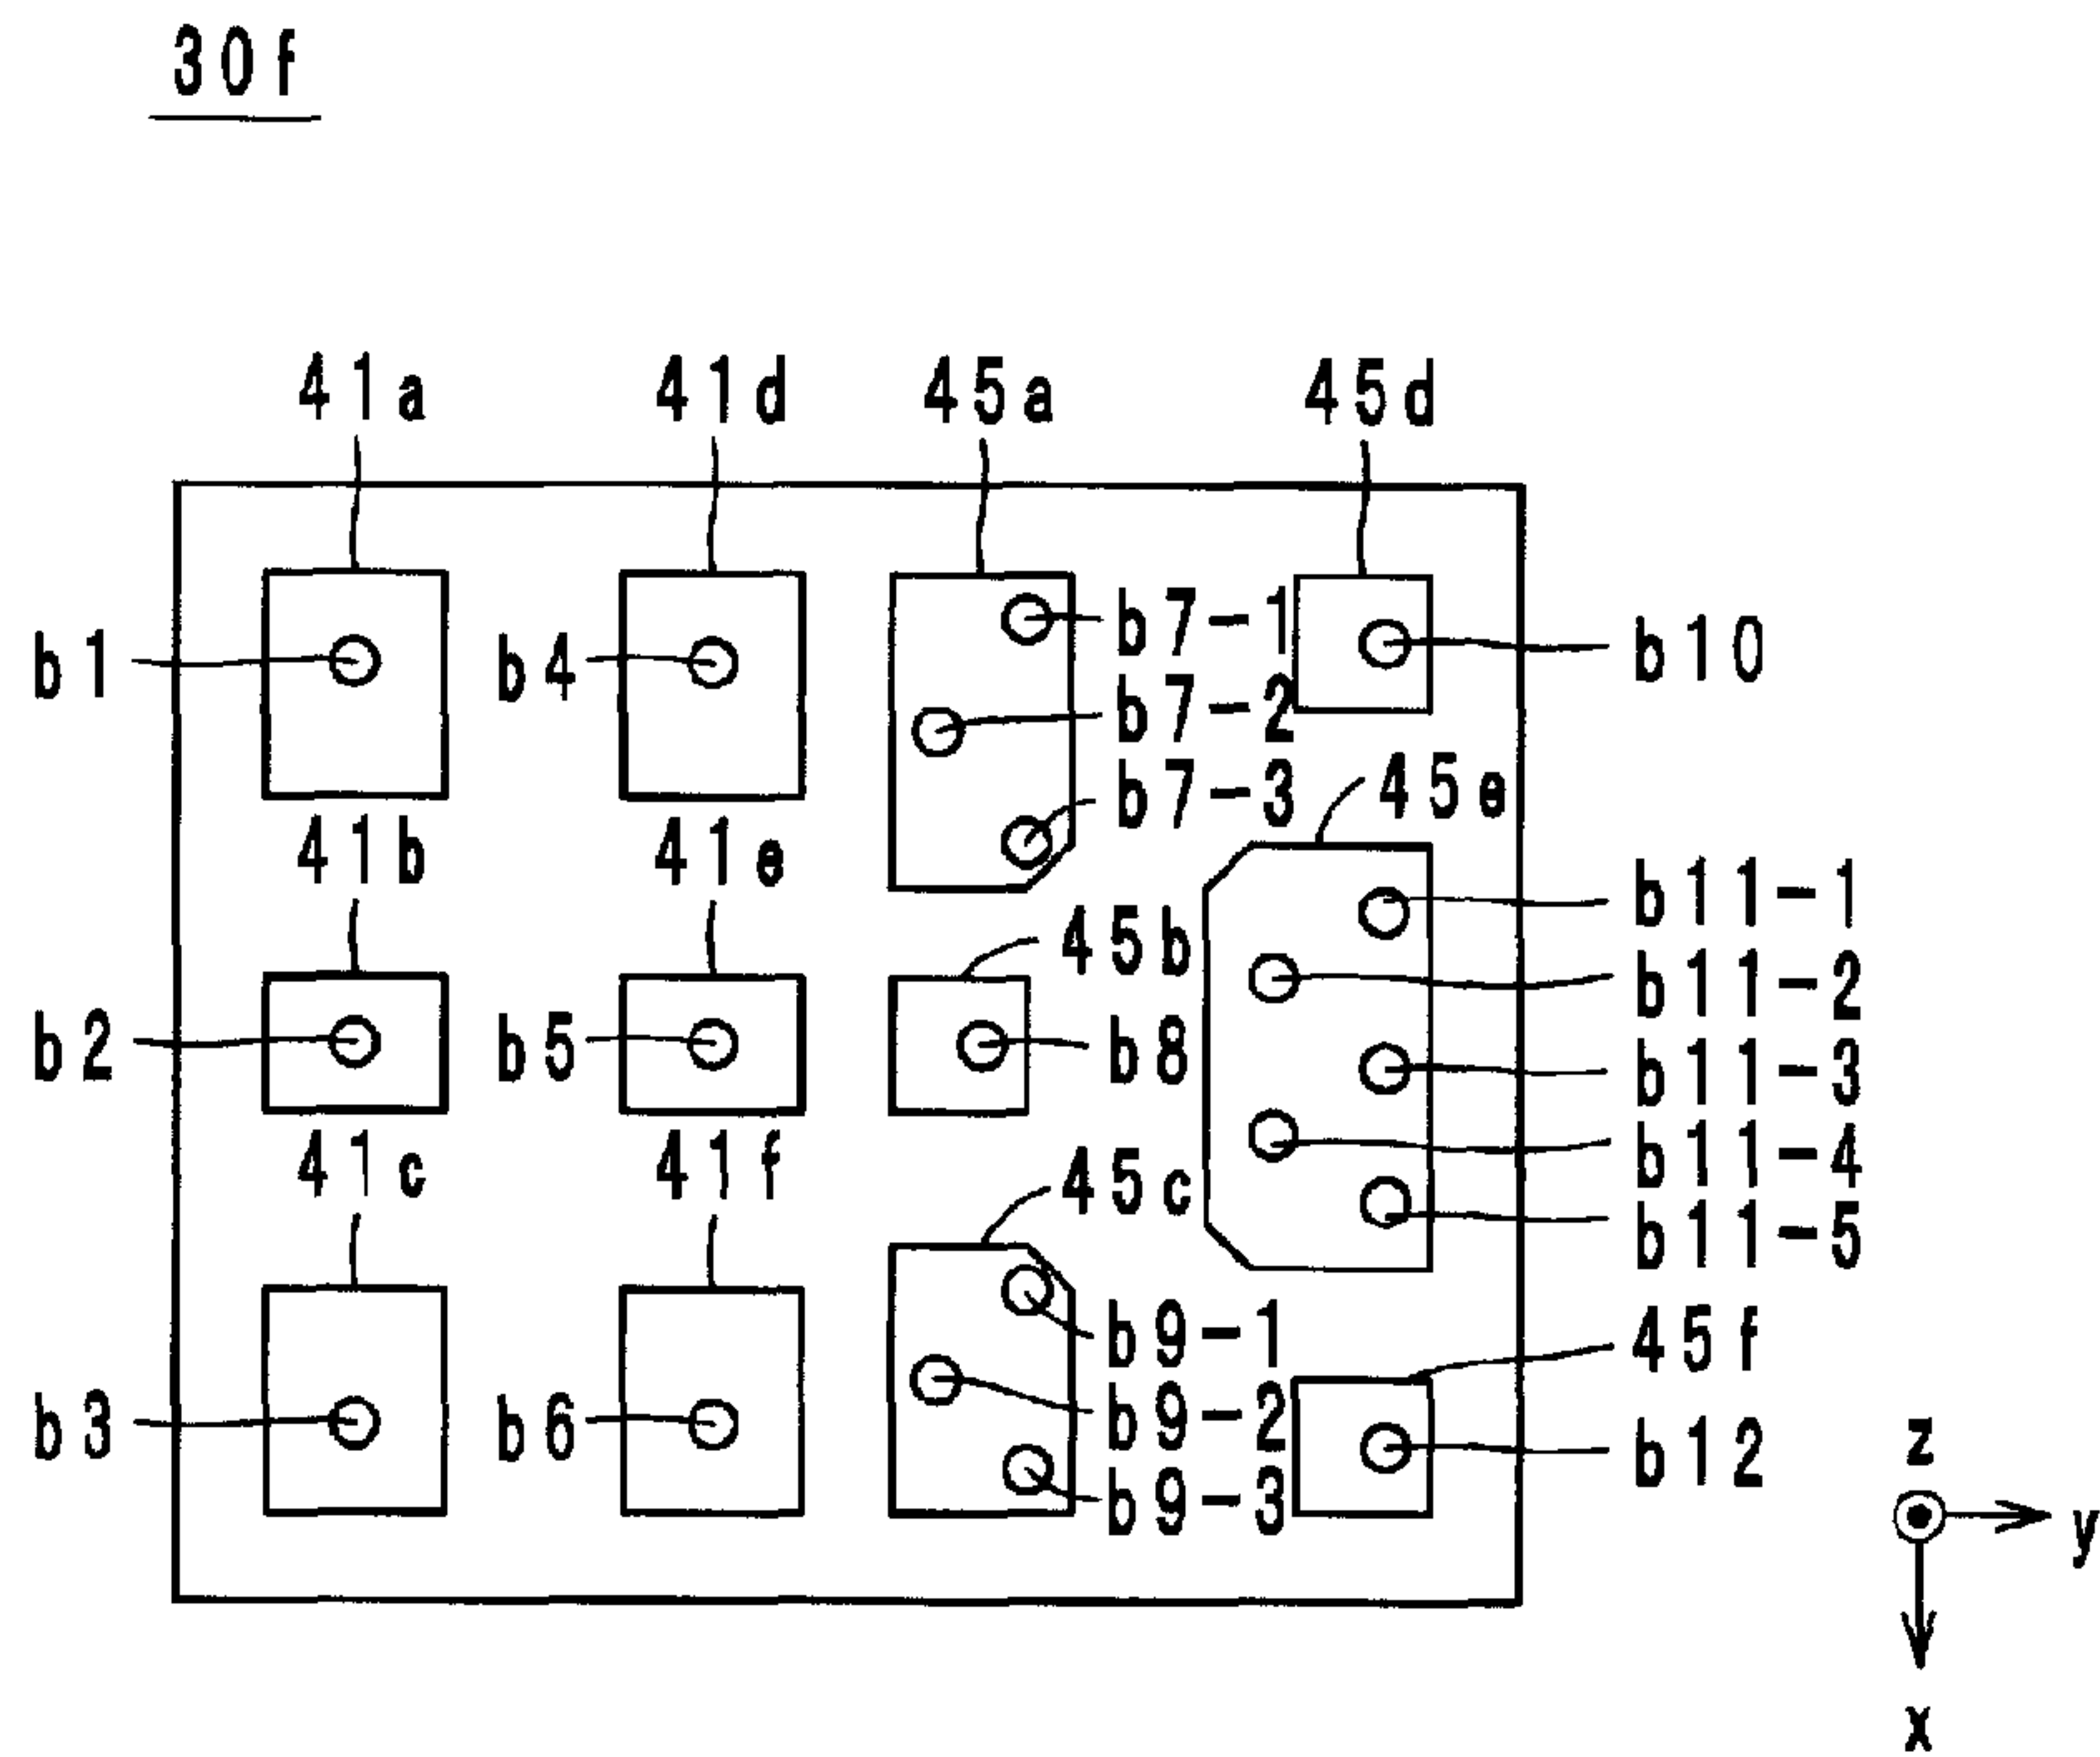 30f
41a 41d 45a 45d
b1 b4 b7-1 b10
b7-2
b7-3 45e
41b 41e
b11-1
45b
b11-2
b2 b5 b8 b11-3
41c 41f 45c b11-4
b11-5
b9-1 45f
b3 b6 b9-2 b12
b9-3
z
y
x